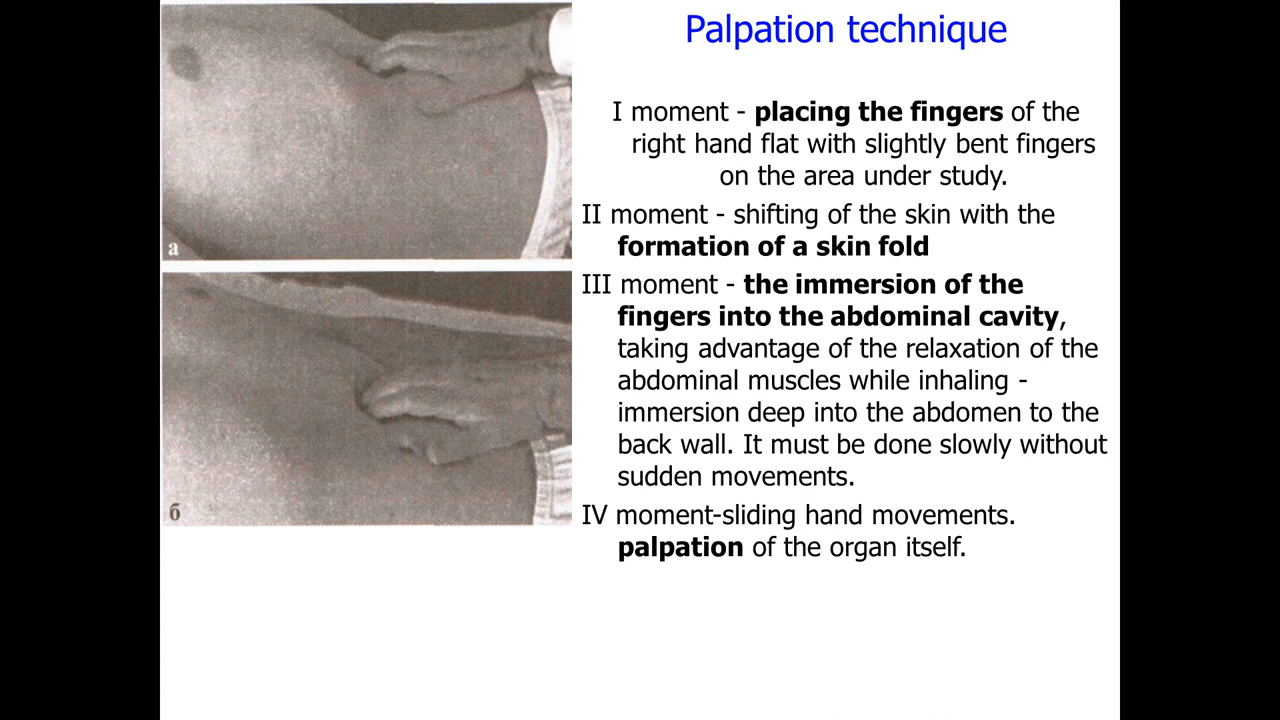 Palpation technique
I moment - placing the fingers of the
right hand flat with slightly bent fingers
on the area under study.
II moment - shifting of the skin with the
formation of a skin fold
III moment - the immersion of the
fingers into the abdominal cavity,
taking advantage of the relaxation of the
abdominal muscles while inhaling -
immersion deep into the abdomen to the
back wall. It must be done slowly without
sudden movements.
IV moment-sliding hand movements.
palpation of the organ itself.
а
б